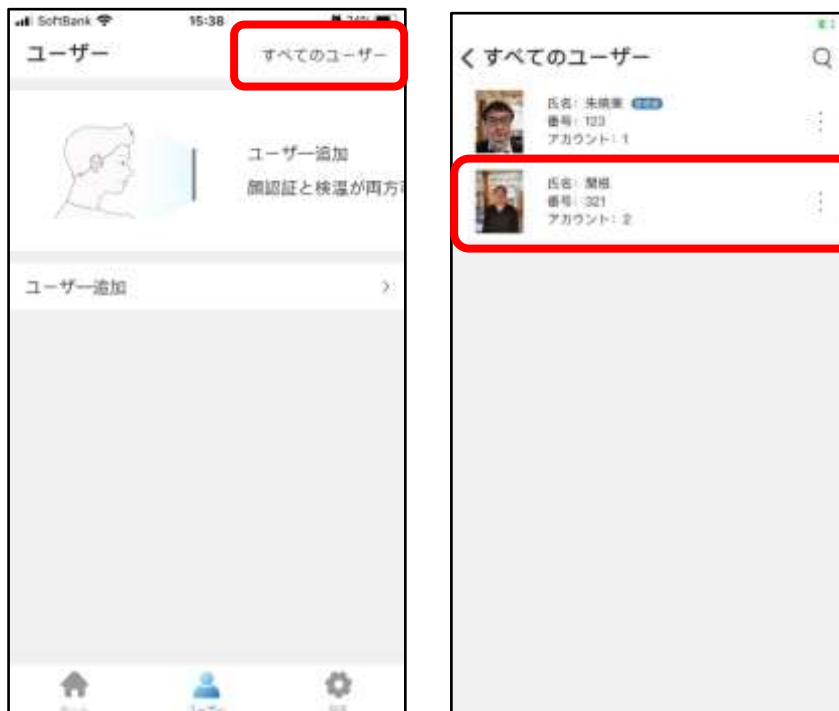 SoftBank
15:38
ユーザー
すべてのユーザー
ユーザー追加
顔認証と検温が両方
ユーザー追加
すべてのユーザー
氏名：
番号：123
アカウント：1
氏名：関根
番号：321
アカウント：2